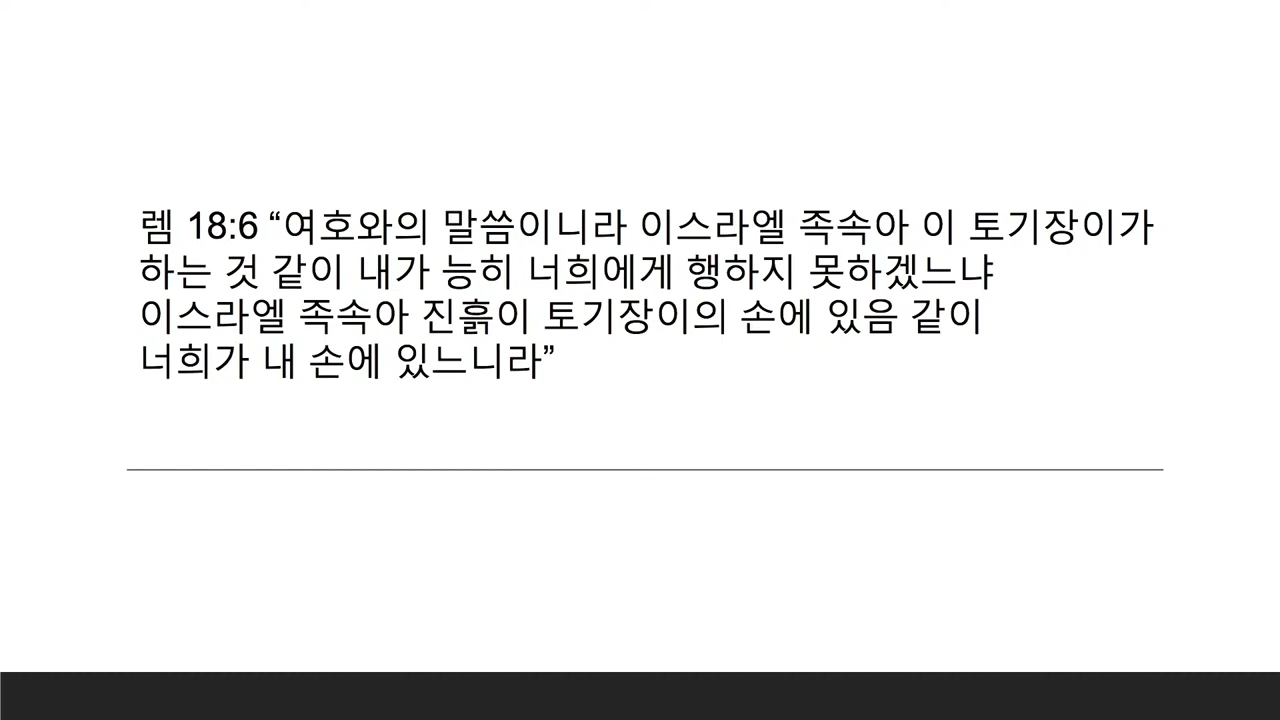 렘 18:6 “여호와의 말씀이니라 이스라엘 족속아 이 토기장이가
하는 것 같이 내가 능히 너희에게 행하지 못하겠느냐
이스라엘 족속아 진흙이 토기장이의 손에 있음 같이
너희가 내 손에 있느니라”